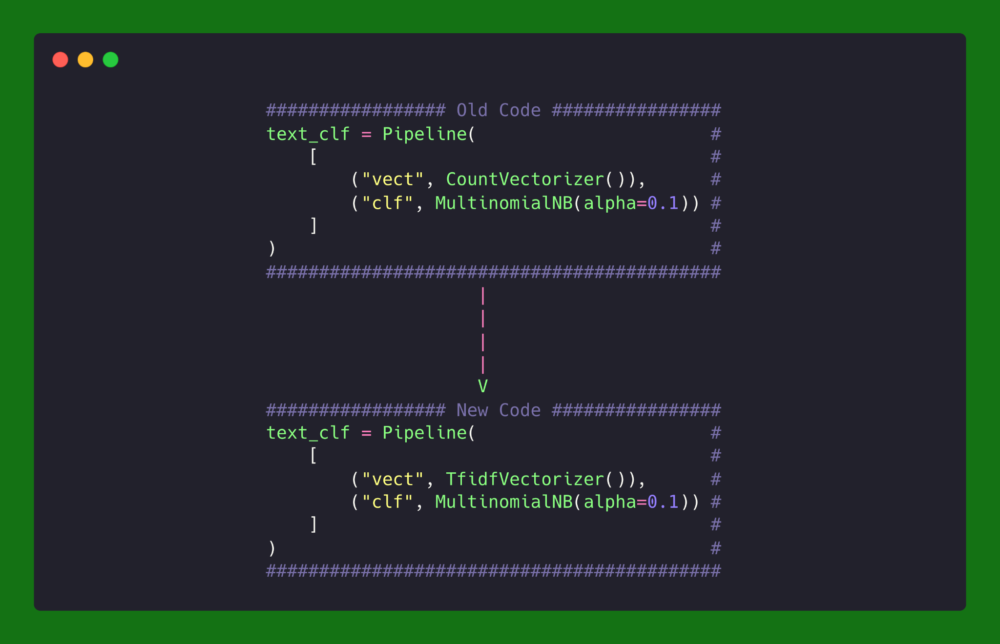 ################# Old Code ################
text_clf = Pipeline(                      #
    [                                     #
        ("vect", CountVectorizer()),      #
        ("clf", MultinomialNB(alpha=0.1)) #
    ]                                     #
)                                         #
###########################################
                    |
                    |
                    |
                    |
                    V
################# New Code ################
text_clf = Pipeline(                      #
    [                                     #
        ("vect", TfidfVectorizer()),      #
        ("clf", MultinomialNB(alpha=0.1)) #
    ]                                     #
)                                         #
###########################################